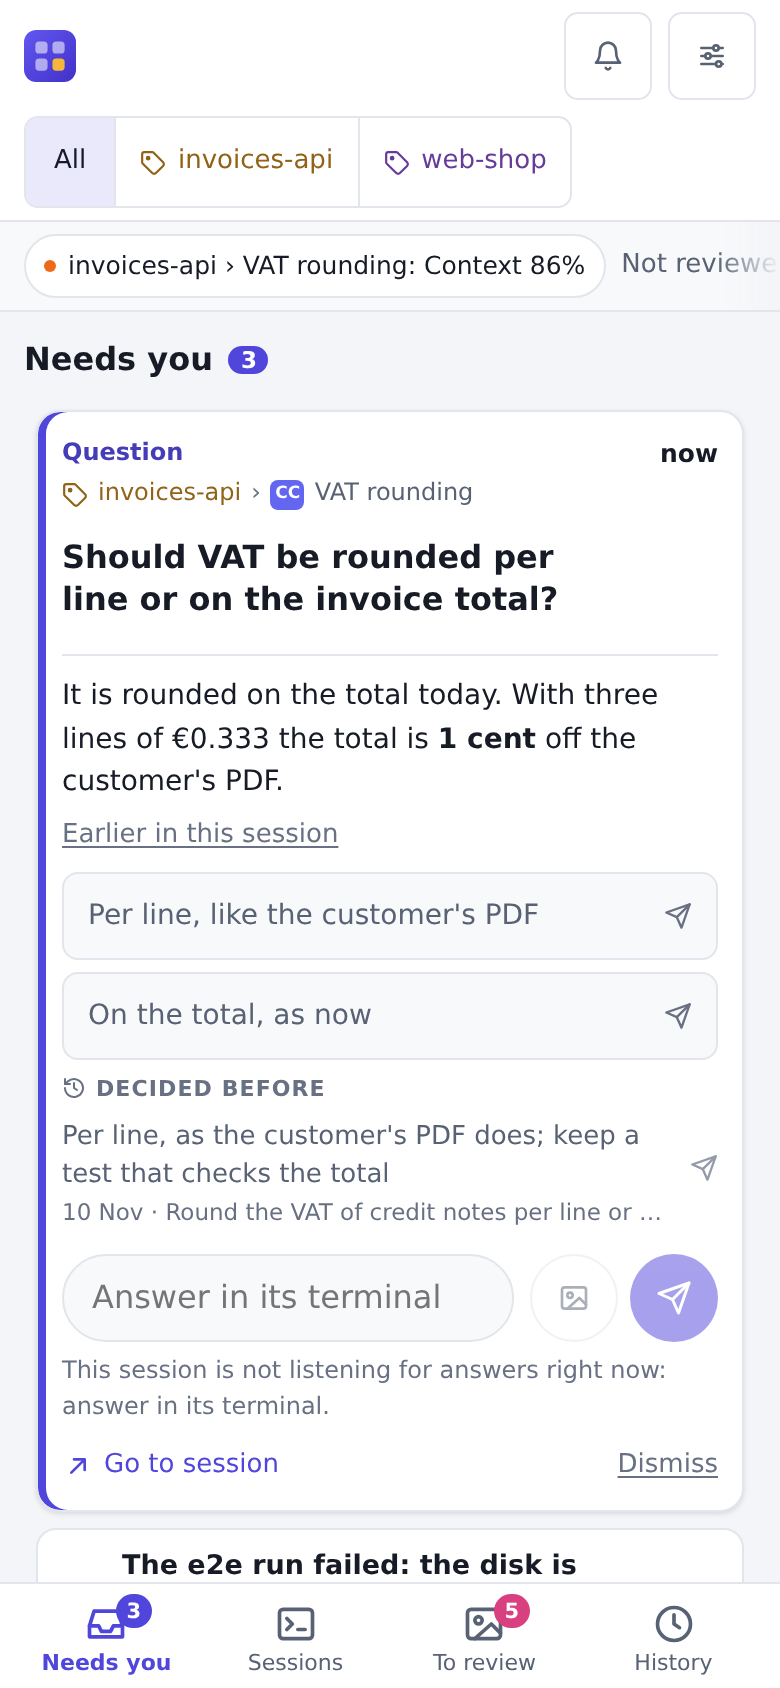 All
invoices-api
web-shop
invoices-api › VAT rounding: Context 86%
Not reviewe
Needs you 3
Question
now
invoices-api › CC VAT rounding
Should VAT be rounded per
line or on the invoice total?
It is rounded on the total today. With three
lines of €0.333 the total is 1 cent off the
customer's PDF.
Earlier in this session
Per line, like the customer's PDF
On the total, as now
DECIDED BEFORE
Per line, as the customer's PDF does; keep a
test that checks the total
10 Nov · Round the VAT of credit notes per line or …
Answer in its terminal
This session is not listening for answers right now:
answer in its terminal.
Go to session
Dismiss
The e2e run failed: the disk is
3
5
Needs you
Sessions
To review
History